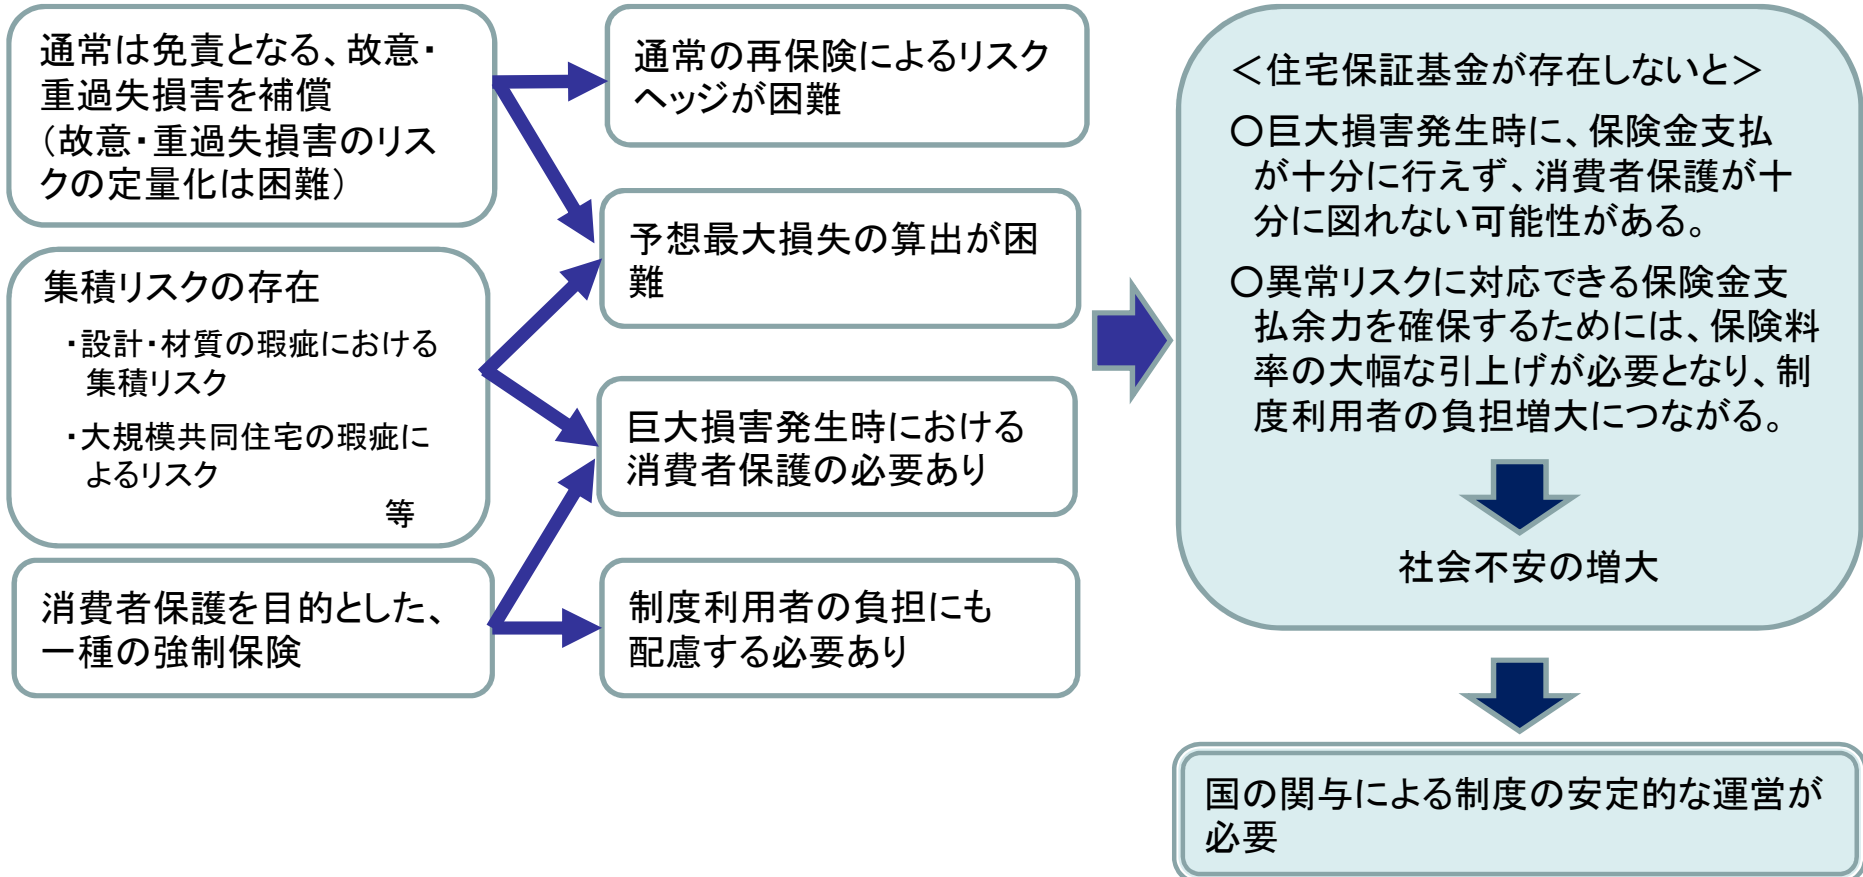 通常は免責となる、故意・
重過失損害を補償
（故意・重過失損害のリス
クの定量化は困難）
集積リスクの存在
・設計・材質の瑕疵における
集積リスク
・大規模共同住宅の瑕疵に
よるリスク
等
消費者保護を目的とした、
一種の強制保険
通常の再保険によるリスク
ヘッジが困難
予想最大損失の算出が困
難
巨大損害発生時における
消費者保護の必要あり
制度利用者の負担にも
配慮する必要あり
＜住宅保証基金が存在しないと＞
○巨大損害発生時に、保険金支払
が十分に行えず、消費者保護が十
分に図れない可能性がある。
○異常リスクに対応できる保険金支
払余力を確保するためには、保険料
率の大幅な引上げが必要となり、制
度利用者の負担増大につながる。
社会不安の増大
国の関与による制度の安定的な運営が
必要